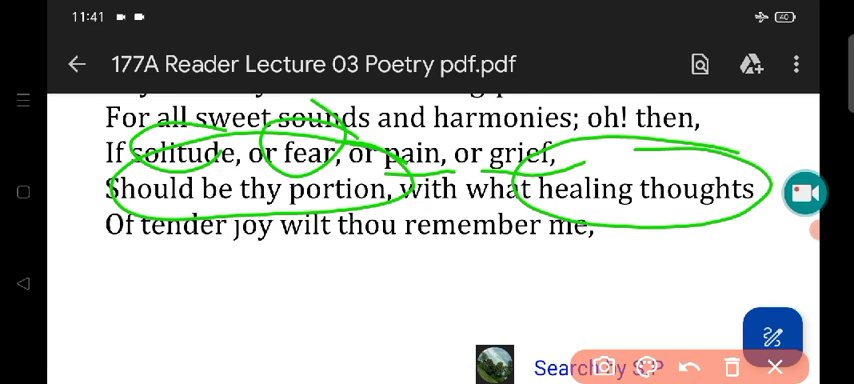 11:41
40
177A Reader Lecture 03 Poetry pdf.pdf
For all sweet sounds and harmonies; oh! then,
If solitude, or fear, or pain, or grief,
Should be thy portion, with what healing thoughts
Of tender joy wilt thou remember me,